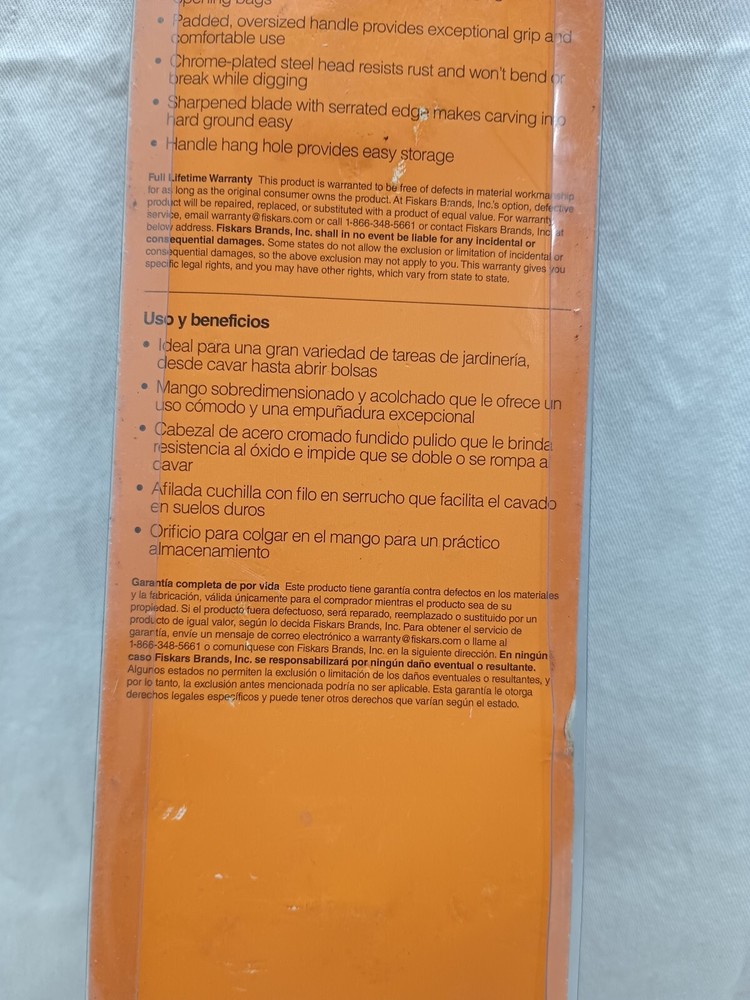 opening bags
• Padded, oversized handle provides exceptional grip and
comfortable use
• Chrome-plated steel head resists rust and won't bend or
break while digging
• Sharpened blade with serrated edge makes carving into
hard ground easy
• Handle hang hole provides easy storage
Full Lifetime Warranty This product is warranted to be free of defects in material workmanship
for as long as the original consumer owns the product. At Fiskars Brands, Inc.'s option, defective
product will be repaired, replaced, or substituted with a product of equal value. For warranty
service, email warranty@fiskars.com or call 1-866-348-5661 or contact Fiskars Brands, Inc. at
below address. Fiskars Brands, Inc. shall in no event be liable for any incidental or
consequential damages. Some states do not allow the exclusion or limitation of incidental or
consequential damages, so the above exclusion may not apply to you. This warranty gives you
specific legal rights, and you may have other rights, which vary from state to state.
Uso y beneficios
• Ideal para una gran variedad de tareas de jardinería,
desde cavar hasta abrir bolsas
• Mango sobredimensionado y acolchado que le ofrece un
uso cómodo y una empuñadura excepcional
• Cabezal de acero cromado fundido pulido que le brinda
resistencia al óxido e impide que se doble o se rompa al
cavar
• Afilada cuchilla con filo en serrucho que facilita el cavado
en suelos duros
• Orificio para colgar en el mango para un práctico
almacenamiento
Garantía completa de por vida Este producto tiene garantía contra defectos en los materiales
y la fabricación, válida únicamente para el comprador mientras el producto sea de su
propiedad. Si el producto fuera defectuoso, será reparado, reemplazado o sustituido por un
producto de igual valor, según lo decida Fiskars Brands, Inc. Para obtener el servicio de
garantía, envíe un mensaje de correo electrónico a warranty@fiskars.com o llame al
1-866-348-5661 o comuníquese con Fiskars Brands, Inc. en la siguiente dirección. En ningún
caso Fiskars Brands, Inc. se responsabilizará por ningún daño eventual o resultante.
Algunos estados no permiten la exclusión o limitación de los daños eventuales o resultantes, y
por lo tanto, la exclusión antes mencionada podría no ser aplicable. Esta garantía le otorga
derechos legales específicos y puede tener otros derechos que varían según el estado.